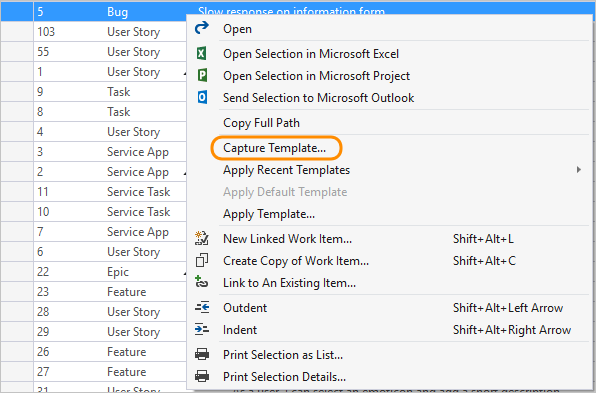 5 Bug Slow response on information form
103 User Story
Open
55 User Story
Open Selection in Microsoft Excel
1 User Story
Open Selection in Microsoft Project
9 Task
Send Selection to Microsoft Outlook
8 Task
Copy Full Path
4 User Story
3 Service App
Capture Template...
2 Service App
Apply Recent Templates
11 Service Task
Apply Default Template
10 Service Task
Apply Template...
7 Service App
New Linked Work Item... Shift+Alt+L
6 User Story
Create Copy of Work Item... Shift+Alt+C
22 Epic
Link to An Existing Item...
23 Feature
28 User Story
Outdent Shift+Alt+Left Arrow
29 User Story
Indent Shift+Alt+Right Arrow
26 Feature
Print Selection as List...
27 Feature
Print Selection Details...
31 User Story